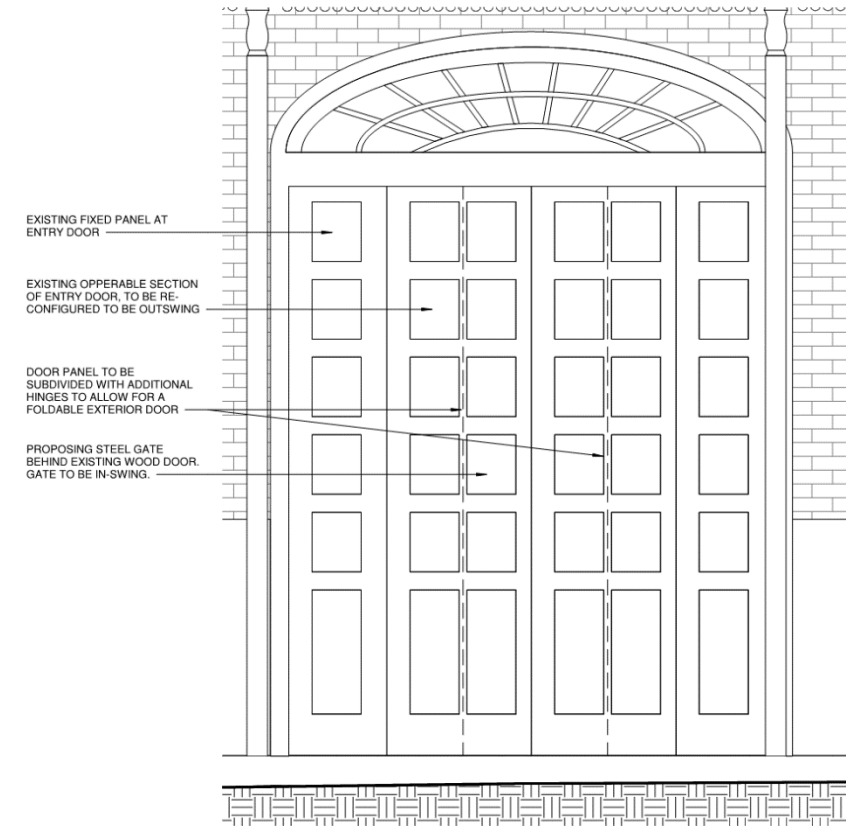 EXISTING FIXED PANEL AT
ENTRY DOOR
EXISTING OPPERABLE SECTION
OF ENTRY DOOR, TO BE RE-
CONFIGURED TO BE OUTSWING
DOOR PANEL TO BE
SUBDIVIDED WITH ADDITIONAL
HINGES TO ALLOW FOR A
FOLDABLE EXTERIOR DOOR
PROPOSING STEEL GATE
BEHIND EXISTING WOOD DOOR.
GATE TO BE IN-SWING.